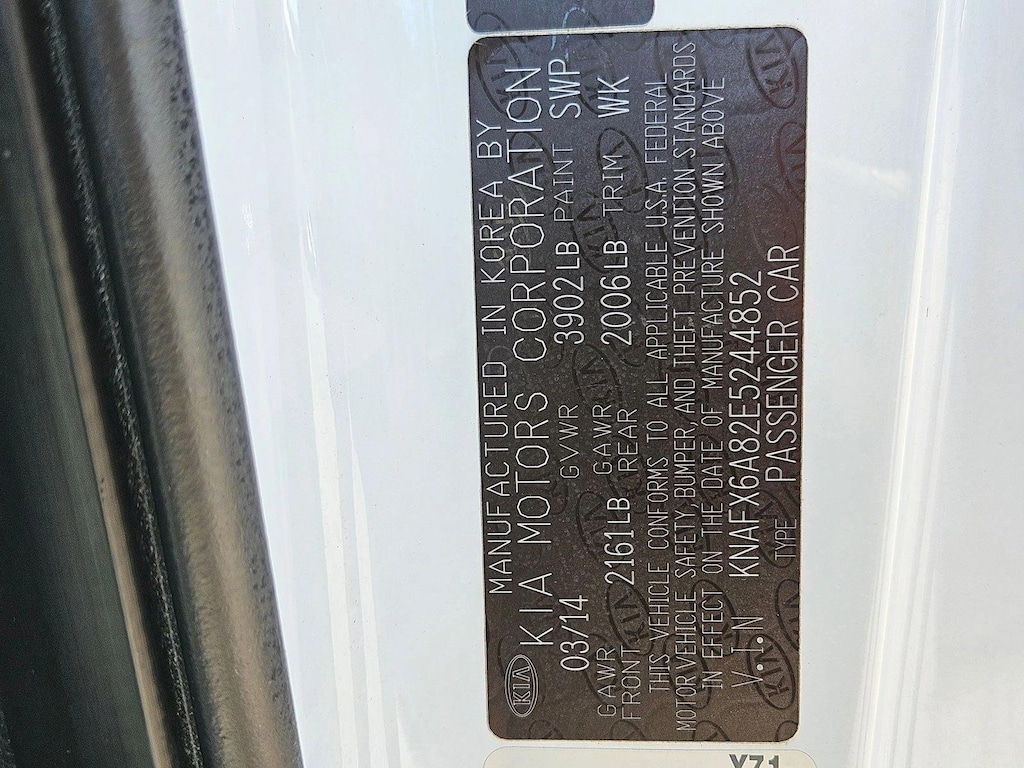 MANUFACTURED IN KOREA BY
KIA KIA MOTORS CORPORATION
03/14 GVWR 3902LB PAINT SWP
GAWR FRONT 2161LB GAWR REAR 2006LB TRIM WK
THIS VEHICLE CONFORMS TO ALL APPLICABLE U.S.A. FEDERAL
MOTOR VEHICLE SAFETY, BUMPER, AND THEFT PREVENTION STANDARDS
IN EFFECT ON THE DATE OF MANUFACTURE SHOWN ABOVE
V.I.N KNAFX6A82E5244852
TYPE PASSENGER CAR